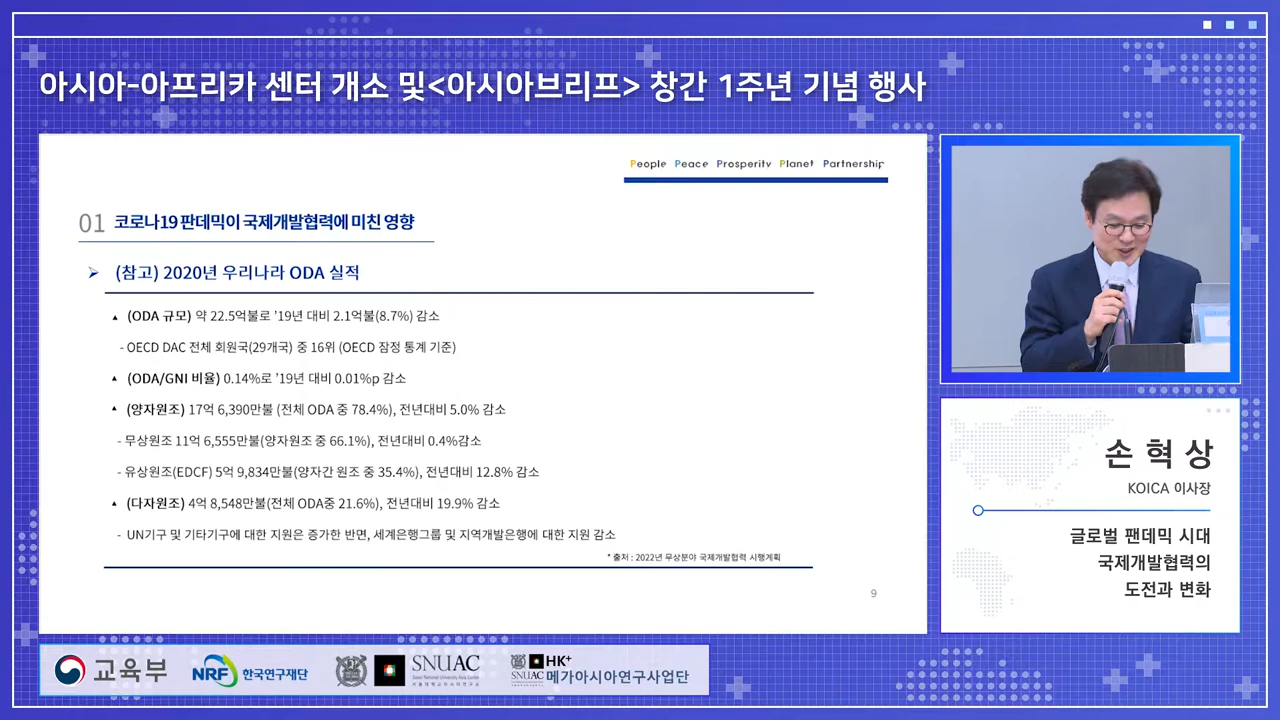 아시아-아프리카 센터 개소 및<아시아브리프> 창간 1주년 기념 행사
People Peace Prosperity Planet Partnership
01 코로나19 판데믹이 국제개발협력에 미친 영향
➢ (참고) 2020년 우리나라 ODA 실적
▲ (ODA 규모) 약 22.5억불로 ’19년 대비 2.1억불(8.7%) 감소
- OECD DAC 전체 회원국(29개국) 중 16위 (OECD 잠정 통계 기준)
▲ (ODA/GNI 비율) 0.14%로 ’19년 대비 0.01%p 감소
▲ (양자원조) 17억 6,390만불 (전체 ODA 중 78.4%), 전년대비 5.0% 감소
- 무상원조 11억 6,555만불(양자원조 중 66.1%), 전년대비 0.4%감소
- 유상원조(EDCF) 5억 9,834만불(양자간 원조 중 35.4%), 전년대비 12.8% 감소
▲ (다자원조) 4억 8,548만불(전체 ODA중 21.6%), 전년대비 19.9% 감소
- UN기구 및 기타기구에 대한 지원은 증가한 반면, 세계은행그룹 및 지역개발은행에 대한 지원 감소
* 출처 : 2022년 무상분야 국제개발협력 시행계획
9
손 혁 상
KOICA 이사장
글로벌 팬데믹 시대
국제개발협력의
도전과 변화
교육부
NRF 한국연구재단
SNUAC
Seoul National University Asia Center
서울대학교아시아연구소
HK+
SNUAC 메가아시아연구사업단